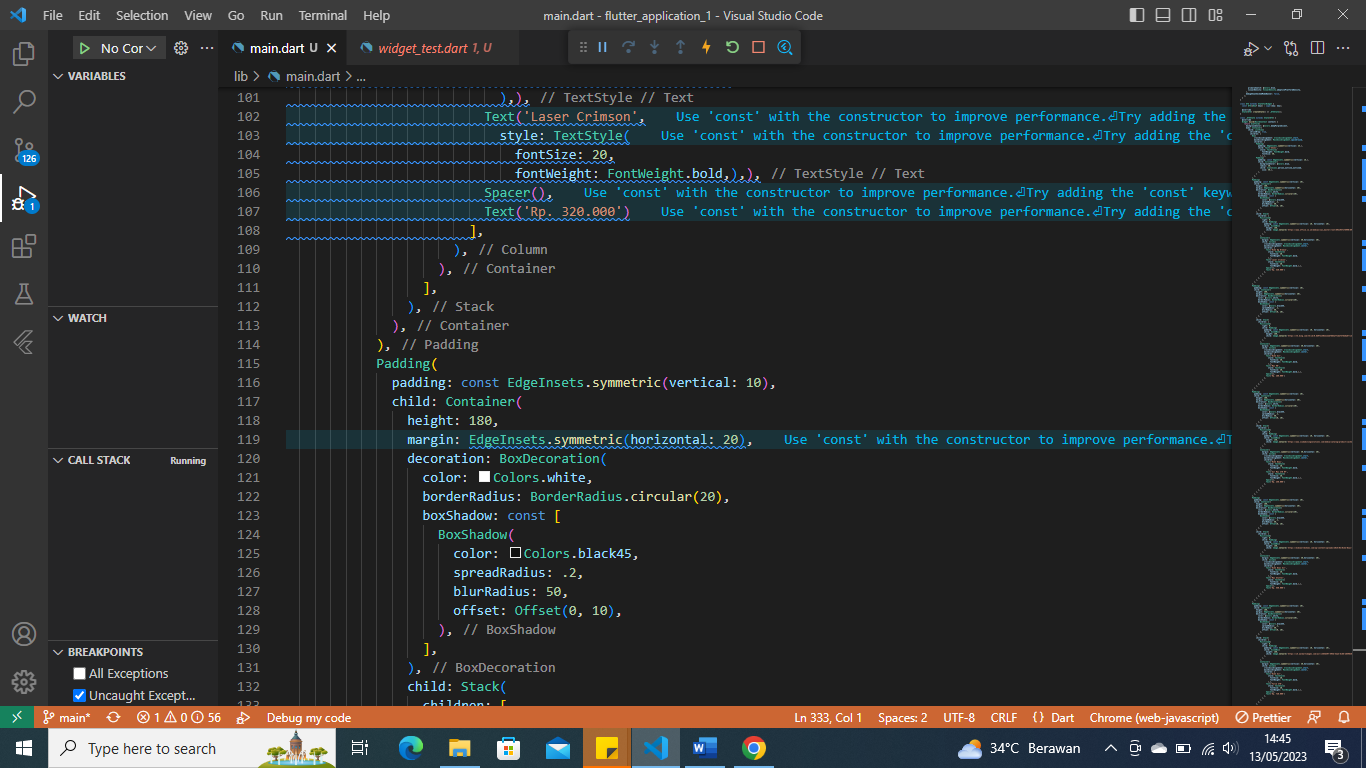 File Edit Selection View Go Run Terminal Help
main.dart - flutter_application_1 - Visual Studio Code
No Cor
main.dart U
widget_test.dart 1, U
lib > main.dart > ...
VARIABLES
WATCH
CALL STACK Running
BREAKPOINTS
All Exceptions
Uncaught Except...
126
1
101 ),), // TextStyle // Text
102 Text('Laser Crimson', Use 'const' with the constructor to improve performance.⏎Try adding the
103 style: TextStyle( Use 'const' with the constructor to improve performance.⏎Try adding the 'c
104 fontSize: 20,
105 fontWeight: FontWeight.bold,),), // TextStyle // Text
106 Spacer(), Use 'const' with the constructor to improve performance.⏎Try adding the 'const' keyw
107 Text('Rp. 320.000') Use 'const' with the constructor to improve performance.⏎Try adding the 'c
108 ],
109 ), // Column
110 ), // Container
111 ],
112 ), // Stack
113 ), // Container
114 ), // Padding
115 Padding(
116 padding: const EdgeInsets.symmetric(vertical: 10),
117 child: Container(
118 height: 180,
119 margin: EdgeInsets.symmetric(horizontal: 20), Use 'const' with the constructor to improve performance.⏎T
120 decoration: BoxDecoration(
121 color: Colors.white,
122 borderRadius: BorderRadius.circular(20),
123 boxShadow: const [
124 BoxShadow(
125 color: Colors.black45,
126 spreadRadius: .2,
127 blurRadius: 50,
128 offset: Offset(0, 10),
129 ), // BoxShadow
130 ],
131 ), // BoxDecoration
132 child: Stack(
133 children: [
main* 1 0 56 Debug my code
Ln 333, Col 1 Spaces: 2 UTF-8 CRLF {} Dart Chrome (web-javascript) Prettier
Type here to search
34°C Berawan
14:45
13/05/2023
3